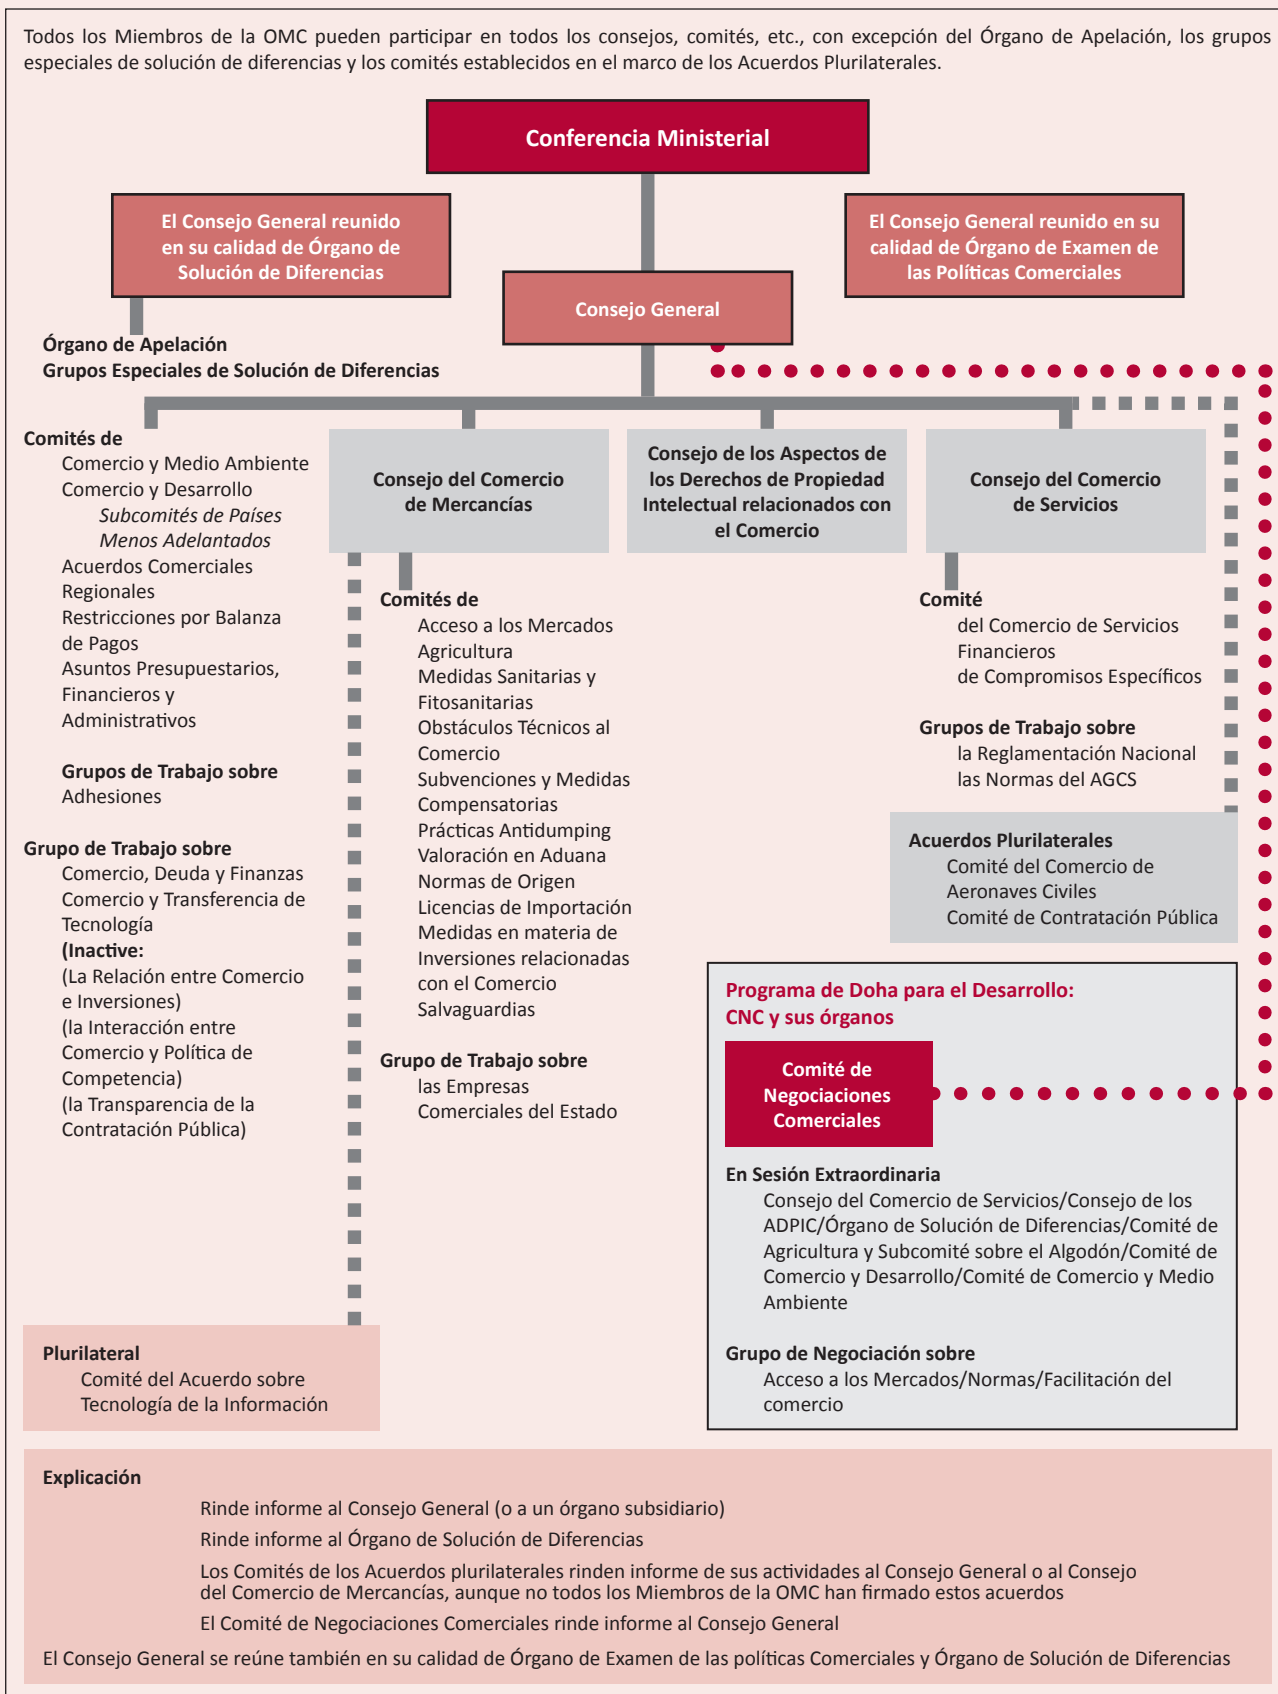 Todos los Miembros de la OMC pueden participar en todos los consejos, comités, etc., con excepción del Órgano de Apelación, los grupos
especiales de solución de diferencias y los comités establecidos en el marco de los Acuerdos Plurilaterales.
Conferencia Ministerial
El Consejo General reunido
en su calidad de Órgano de
Solución de Diferencias
El Consejo General reunido en su
calidad de Órgano de Examen de
las Políticas Comerciales
Consejo General
Órgano de Apelación
Grupos Especiales de Solución de Diferencias
Comités de
Comercio y Medio Ambiente
Comercio y Desarrollo
Subcomités de Países
Menos Adelantados
Acuerdos Comerciales
Regionales
Restricciones por Balanza
de Pagos
Asuntos Presupuestarios,
Financieros y
Administrativos
Grupos de Trabajo sobre
Adhesiones
Grupo de Trabajo sobre
Comercio, Deuda y Finanzas
Comercio y Transferencia de
Tecnología
(Inactive:
(La Relación entre Comercio
e Inversiones)
(la Interacción entre
Comercio y Política de
Competencia)
(la Transparencia de la
Contratación Pública)
Consejo del Comercio
de Mercancías
Comités de
Acceso a los Mercados
Agricultura
Medidas Sanitarias y
Fitosanitarias
Obstáculos Técnicos al
Comercio
Subvenciones y Medidas
Compensatorias
Prácticas Antidumping
Valoración en Aduana
Normas de Origen
Licencias de Importación
Medidas en materia de
Inversiones relacionadas
con el Comercio
Salvaguardias
Grupo de Trabajo sobre
las Empresas
Comerciales del Estado
Consejo de los Aspectos de
los Derechos de Propiedad
Intelectual relacionados con
el Comercio
Consejo del Comercio
de Servicios
Comité
del Comercio de Servicios
Financieros
de Compromisos Específicos
Grupos de Trabajo sobre
la Reglamentación Nacional
las Normas del AGCS
Acuerdos Plurilaterales
Comité del Comercio de
Aeronaves Civiles
Comité de Contratación Pública
Programa de Doha para el Desarrollo:
CNC y sus órganos
Comité de
Negociaciones
Comerciales
En Sesión Extraordinaria
Consejo del Comercio de Servicios/Consejo de los
ADPIC/Órgano de Solución de Diferencias/Comité de
Agricultura y Subcomité sobre el Algodón/Comité de
Comercio y Desarrollo/Comité de Comercio y Medio
Ambiente
Grupo de Negociación sobre
Acceso a los Mercados/Normas/Facilitación del
comercio
Plurilateral
Comité del Acuerdo sobre
Tecnología de la Información
Explicación
Rinde informe al Consejo General (o a un órgano subsidiario)
Rinde informe al Órgano de Solución de Diferencias
Los Comités de los Acuerdos plurilaterales rinden informe de sus actividades al Consejo General o al Consejo
del Comercio de Mercancías, aunque no todos los Miembros de la OMC han firmado estos acuerdos
El Comité de Negociaciones Comerciales rinde informe al Consejo General
El Consejo General se reúne también en su calidad de Órgano de Examen de las políticas Comerciales y Órgano de Solución de Diferencias